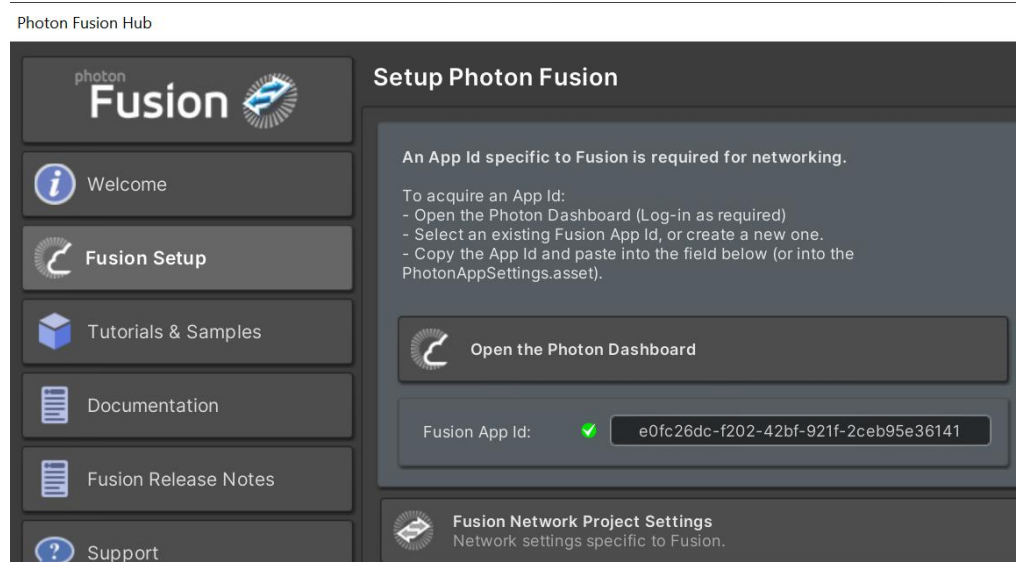 Photon Fusion Hub
photon
Fusion
Welcome
Fusion Setup
Tutorials & Samples
Documentation
Fusion Release Notes
Support
Setup Photon Fusion
An App Id specific to Fusion is required for networking.
To acquire an App Id:
- Open the Photon Dashboard (Log-in as required)
- Select an existing Fusion App Id, or create a new one.
- Copy the App Id and paste into the field below (or into the
PhotonAppSettings.asset).
Open the Photon Dashboard
Fusion App Id: e0fc26dc-f202-42bf-921f-2ceb95e36141
Fusion Network Project Settings
Network settings specific to Fusion.